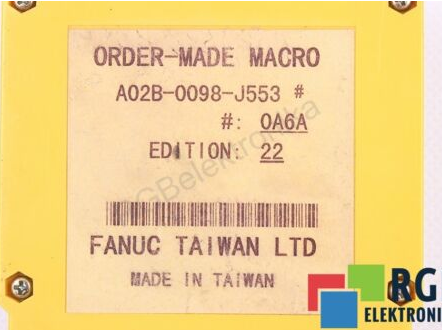 ORDER-MADE MACRO
A02B-0098-J553 #
#: 0A6A
EDITION: 22
FANUC TAIWAN LTD
MADE IN TAIWAN
RG
ELEKTRONI